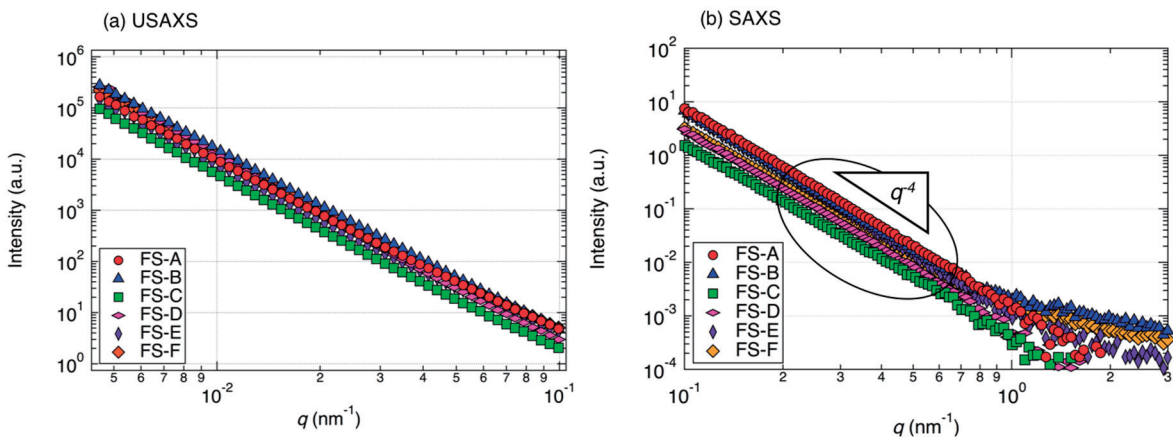 (a) USAXS
10^6
10^5
10^4
10^3
10^2
10^1
10^0
Intensity (a.u.)
FS-A
FS-B
FS-C
FS-D
FS-E
FS-F
5 6 7 8 9 10^-2 2 3 4 5 6 7 8 9 10^-1
q (nm^-1)
(b) SAXS
10^2
10^1
10^0
10^-1
10^-2
10^-3
10^-4
Intensity (a.u.)
q^-4
FS-A
FS-B
FS-C
FS-D
FS-E
FS-F
10^-1 2 3 4 5 6 7 8 9 10^0 2 3
q (nm^-1)